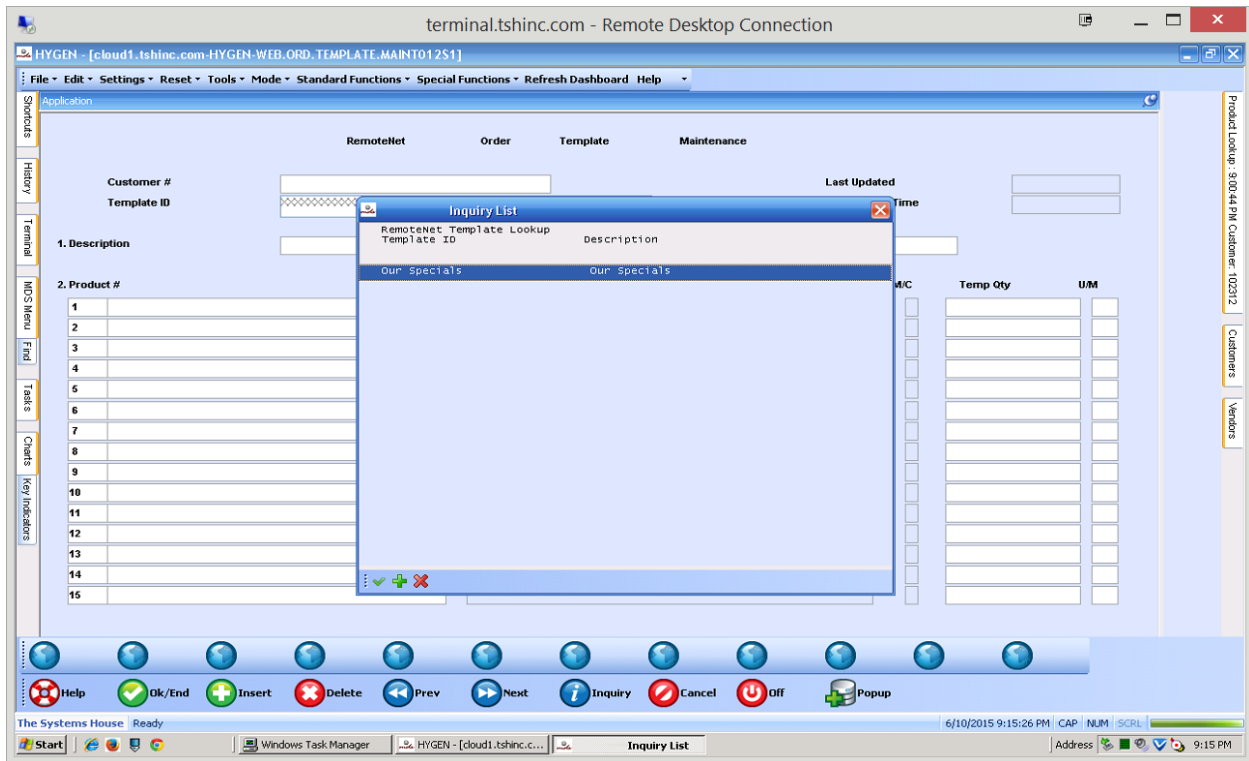 terminal.tshinc.com - Remote Desktop Connection
HYGEN - [cloud1.tshinc.com-HYGEN-WEB.ORD.TEMPLATE.MAINT012S1]
File Edit Settings Reset Tools Mode Standard Functions Special Functions Refresh Dashboard Help
Application
Shortcuts
History
Terminal
MDS Menu
Find
Tasks
Charts
Key Indicators
RemoteNet Order Template Maintenance
Customer # Last Updated
Template ID XXXXXXXXXX Time
1. Description
2. Product # M/C Temp Qty U/M
1
2
3
4
5
6
7
8
9
10
11
12
13
14
15
Inquiry List
RemoteNet Template Lookup
Template ID Description
Our Specials Our Specials
Product Lookup : 9:00:44 PM Customer: 102312
Customers
Vendors
Help Ok/End Insert Delete Prev Next Inquiry Cancel Off Popup
The Systems House Ready 6/10/2015 9:15:26 PM CAP NUM SCRL
Start Windows Task Manager HYGEN - [cloud1.tshinc.c... Inquiry List Address 9:15 PM